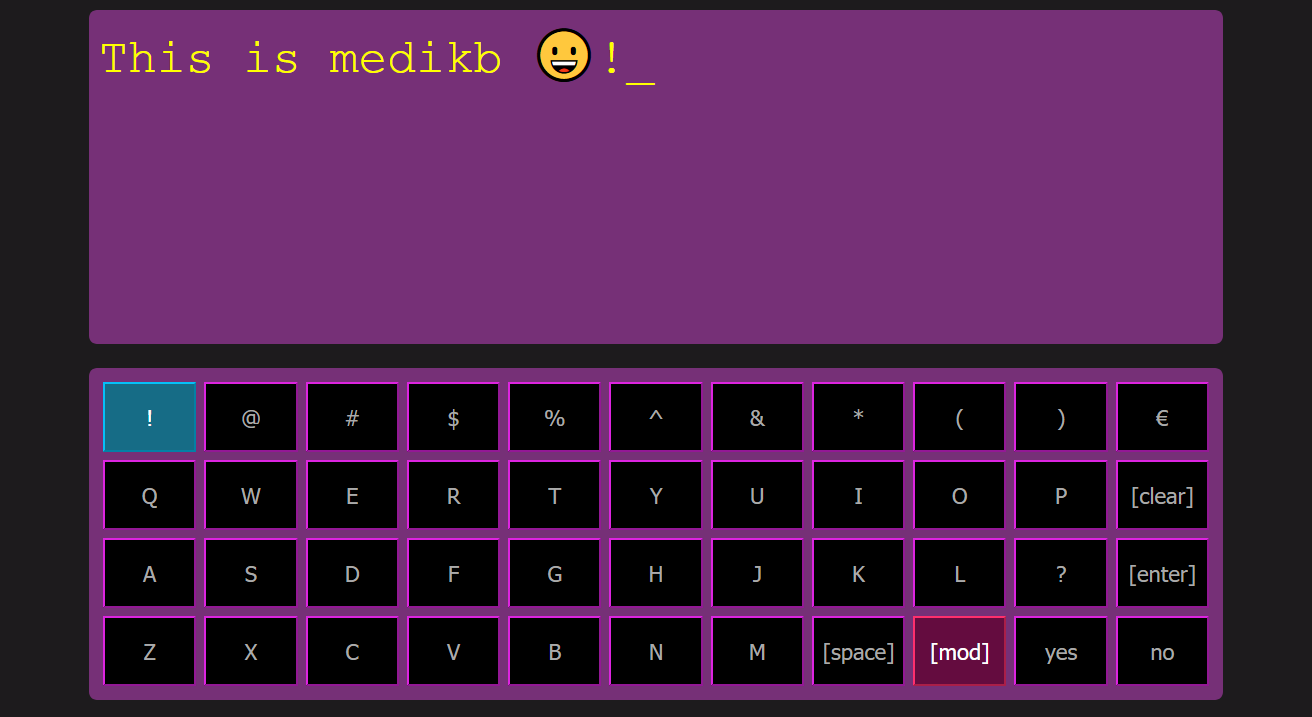 This is medikb 😀!_
! @ # $ % ^ & * ( ) €
Q W E R T Y U I O P [clear]
A S D F G H J K L ? [enter]
Z X C V B N M [space] [mod] yes no